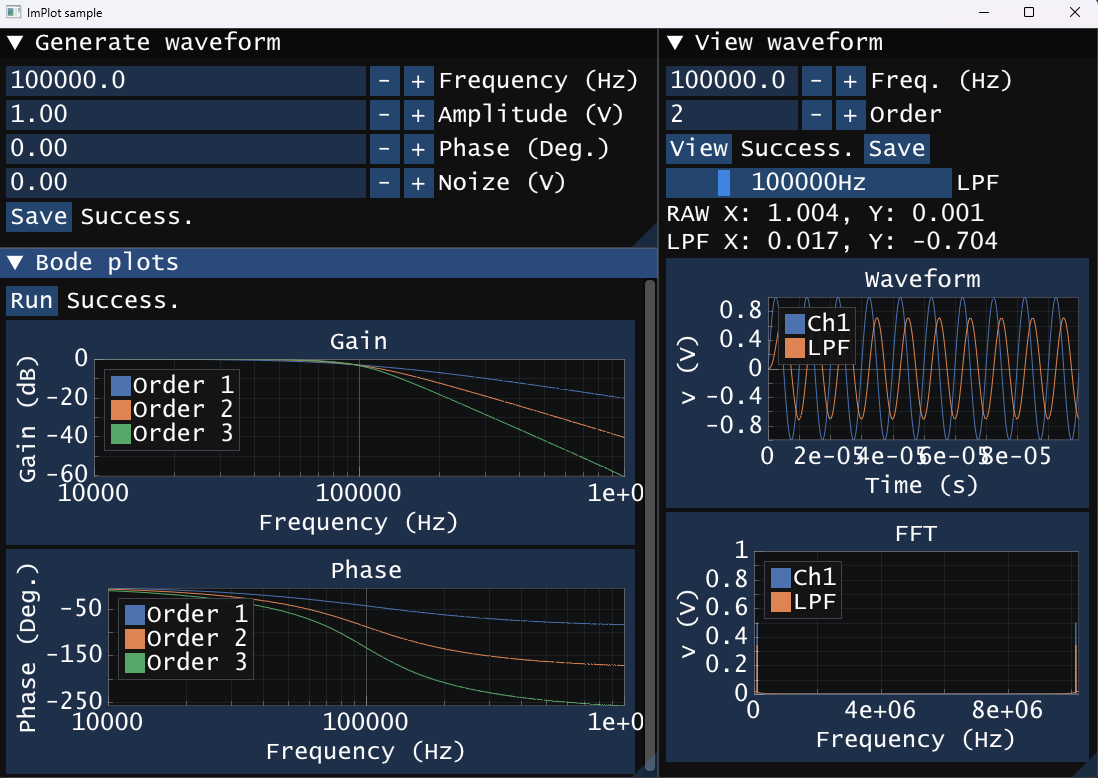 ImPlot sample
▼ Generate waveform
100000.0 - + Frequency (Hz)
1.00 - + Amplitude (V)
0.00 - + Phase (Deg.)
0.00 - + Noize (V)
Save Success.
▼ Bode plots
Run Success.
Gain
Gain (dB)
0
-20
-40
-60
Order 1
Order 2
Order 3
10000 100000 1e+0
Frequency (Hz)
Phase
Phase (Deg.)
-50
-150
-250
Order 1
Order 2
Order 3
10000 100000 1e+0
Frequency (Hz)
▼ View waveform
100000.0 - + Freq. (Hz)
2 - + Order
View Success. Save
100000Hz LPF
RAW X: 1.004, Y: 0.001
LPF X: 0.017, Y: -0.704
Waveform
v (V)
0.8
0.4
0
-0.4
-0.8
Ch1
LPF
0 2e-05 4e-05 6e-05 8e-05
Time (s)
FFT
v (V)
1
0.8
0.6
0.4
0.2
0
Ch1
LPF
0 4e+06 8e+06
Frequency (Hz)